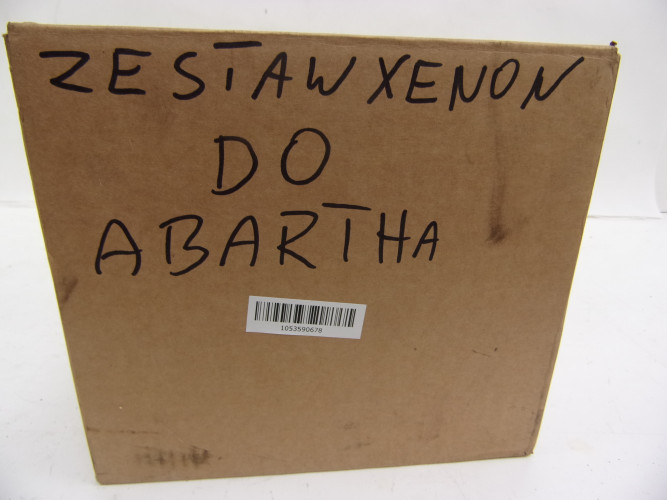 ZESTAW XENON
DO
ABARTHA
1053590678